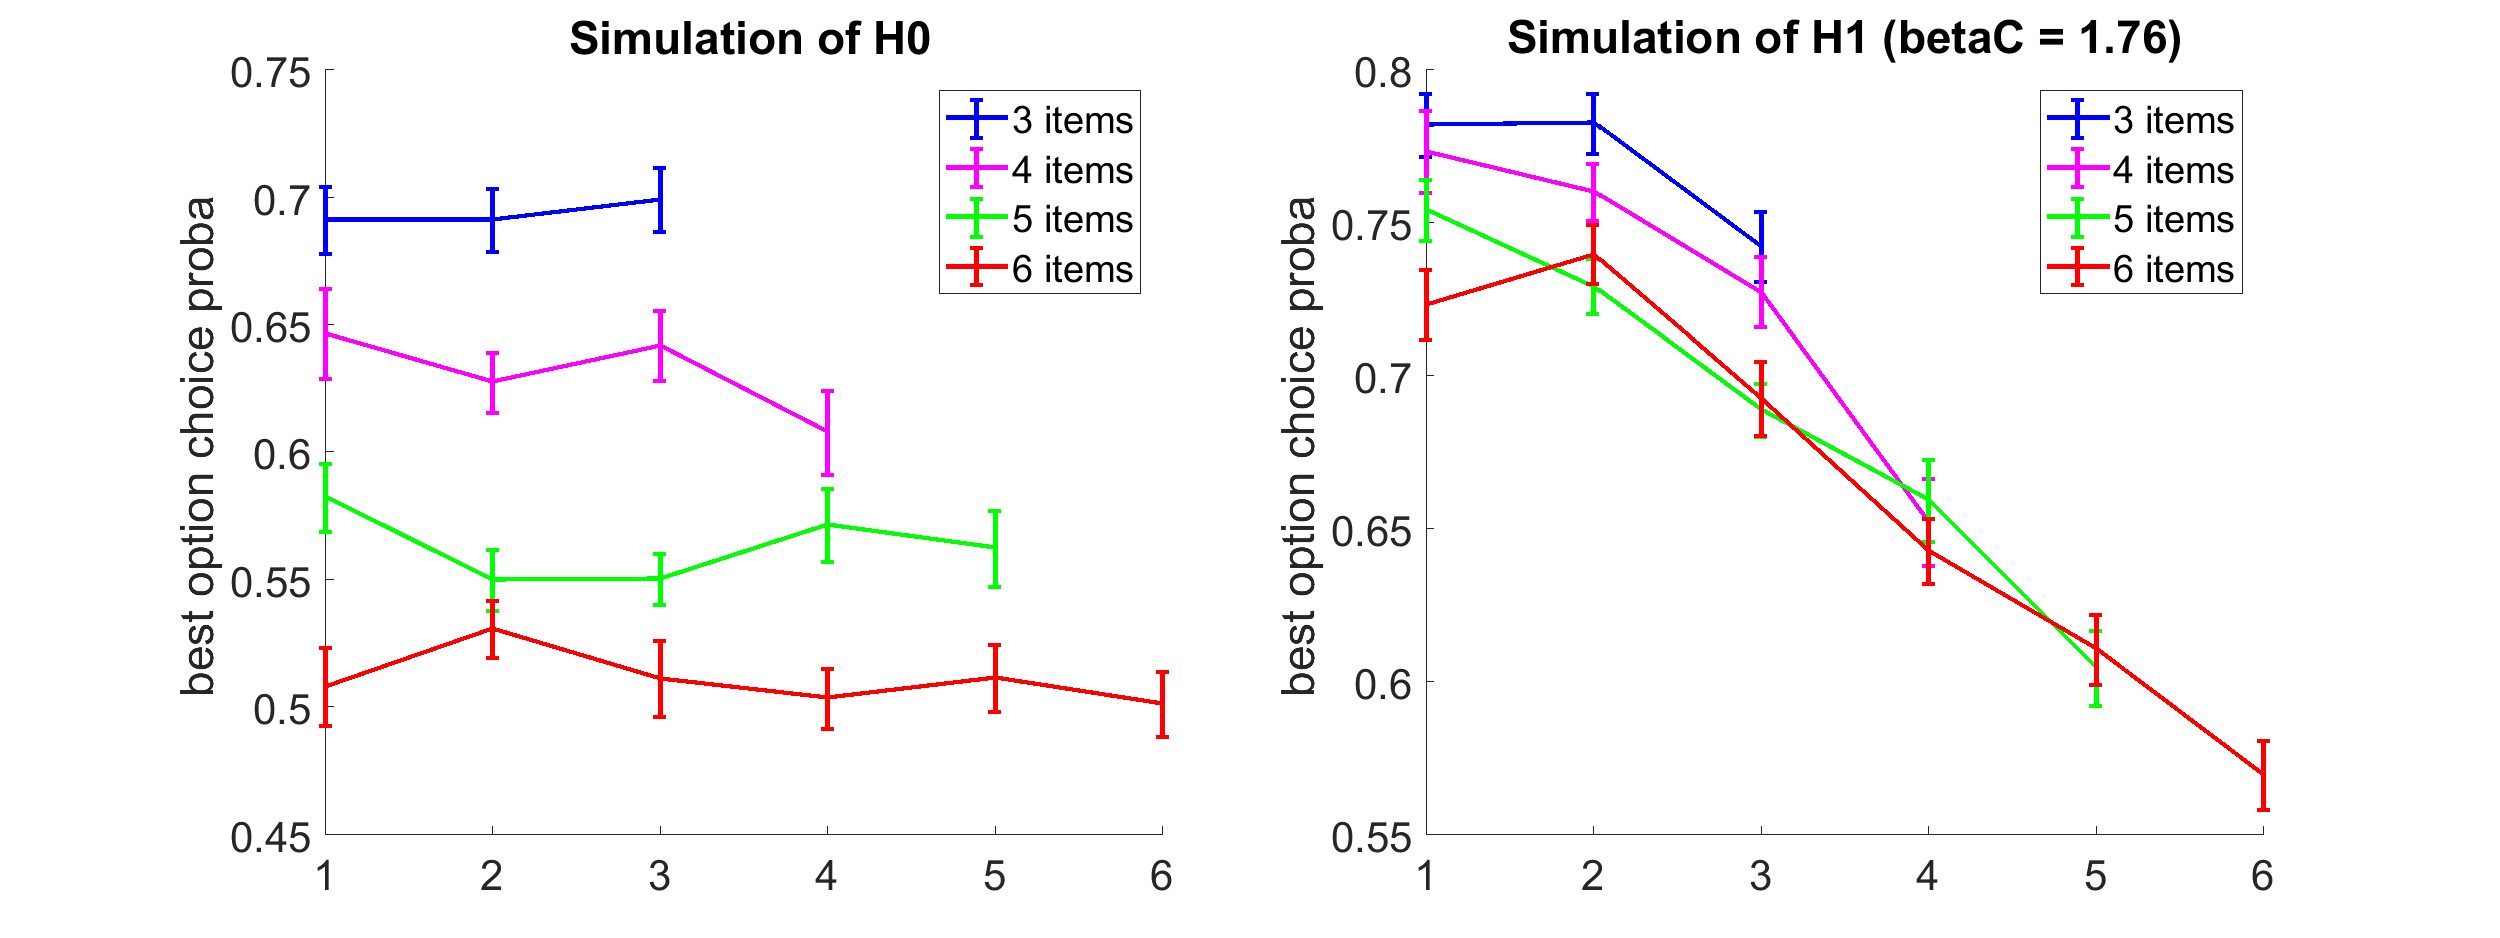 Simulation of H0
best option choice proba
0.75
0.7
0.65
0.6
0.55
0.5
0.45
1 2 3 4 5 6
3 items
4 items
5 items
6 items
Simulation of H1 (betaC = 1.76)
best option choice proba
0.8
0.75
0.7
0.65
0.6
0.55
1 2 3 4 5 6
3 items
4 items
5 items
6 items